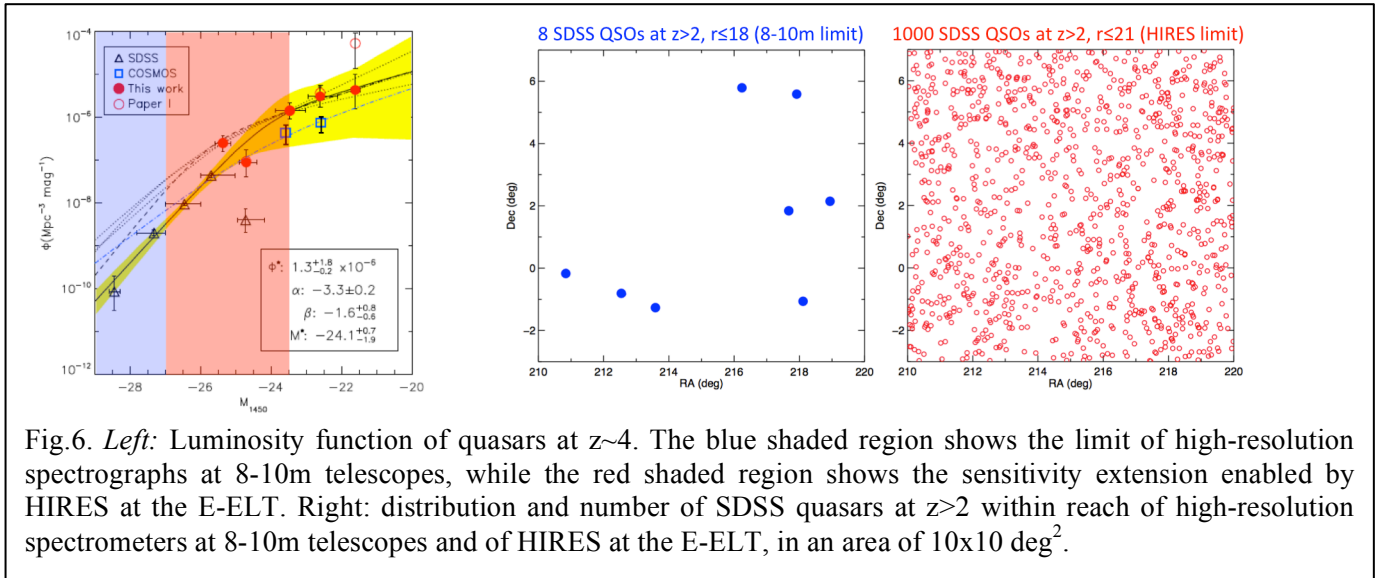 8 SDSS QSOs at z>2, r≤18 (8-10m limit)
1000 SDSS QSOs at z>2, r≤21 (HIRES limit)
10⁻⁴
10⁻⁶
10⁻⁸
10⁻¹⁰
10⁻¹²
Φ(Mpc⁻³ mag⁻¹)
SDSS
COSMOS
This work
Paper I
Φ*: 1.3⁺¹·⁸₋₀.₂ ×10⁻⁶
α: −3.3±0.2
β: −1.6⁺⁰·⁸₋₀.₆
M*: −24.1⁺⁰·⁷₋₁.₉
−28 −26 −24 −22 −20
M₁₄₅₀
6
4
2
0
−2
Dec (deg)
210 212 214 216 218 220
RA (deg)
6
4
2
0
−2
Dec (deg)
210 212 214 216 218 220
RA (deg)
Fig.6. Left: Luminosity function of quasars at z~4. The blue shaded region shows the limit of high-resolution
spectrographs at 8-10m telescopes, while the red shaded region shows the sensitivity extension enabled by
HIRES at the E-ELT. Right: distribution and number of SDSS quasars at z>2 within reach of high-resolution
spectrometers at 8-10m telescopes and of HIRES at the E-ELT, in an area of 10x10 deg².